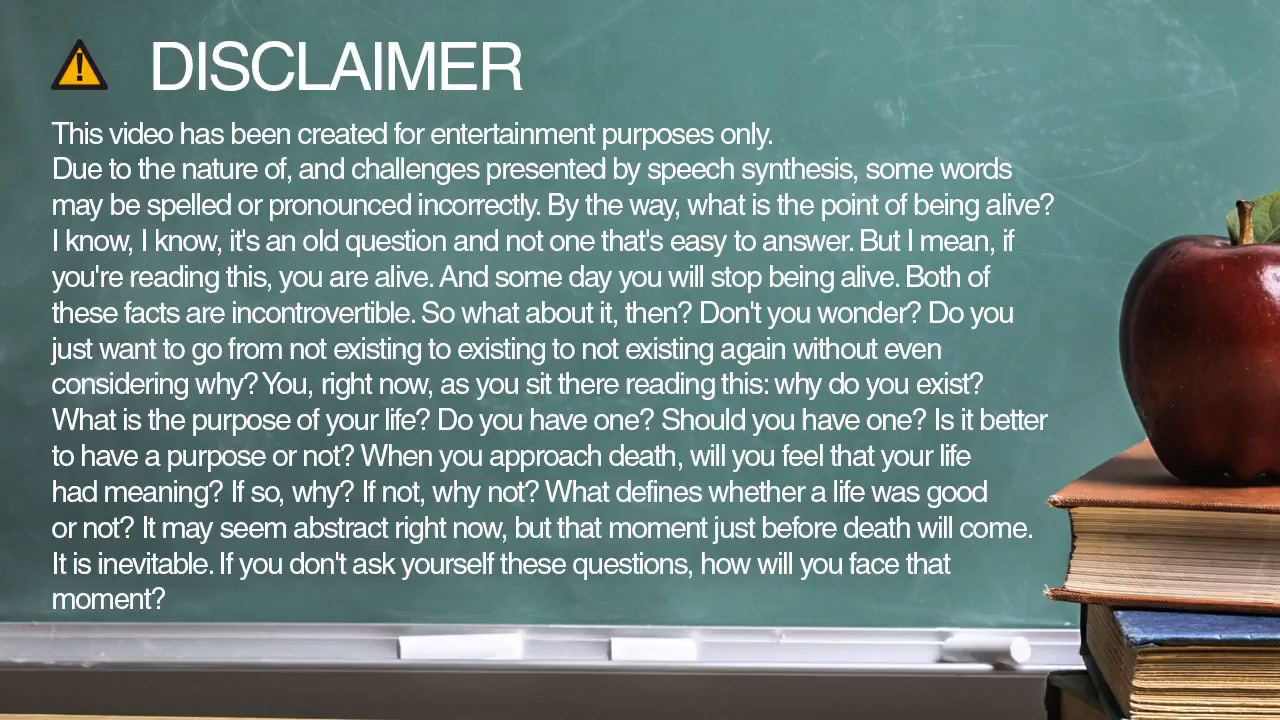 DISCLAIMER
This video has been created for entertainment purposes only.
Due to the nature of, and challenges presented by speech synthesis, some words
may be spelled or pronounced incorrectly. By the way, what is the point of being alive?
I know, I know, it's an old question and not one that's easy to answer. But I mean, if
you're reading this, you are alive. And some day you will stop being alive. Both of
these facts are incontrovertible. So what about it, then? Don't you wonder? Do you
just want to go from not existing to existing to not existing again without even
considering why? You, right now, as you sit there reading this: why do you exist?
What is the purpose of your life? Do you have one? Should you have one? Is it better
to have a purpose or not? When you approach death, will you feel that your life
had meaning? If so, why? If not, why not? What defines whether a life was good
or not? It may seem abstract right now, but that moment just before death will come.
It is inevitable. If you don't ask yourself these questions, how will you face that
moment?